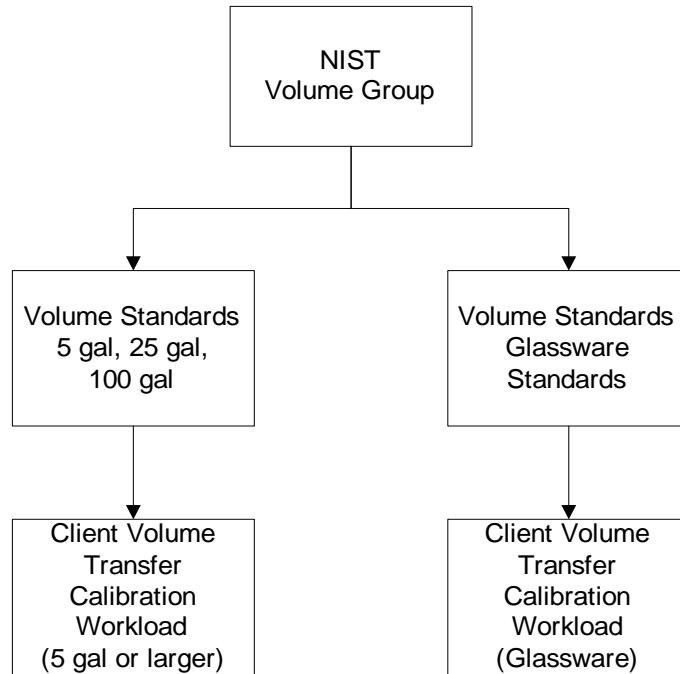 NIST
Volume Group
Volume Standards
5 gal, 25 gal,
100 gal
Volume Standards
Glassware
Standards
Client Volume
Transfer
Calibration
Workload
(5 gal or larger)
Client Volume
Transfer
Calibration
Workload
(Glassware)